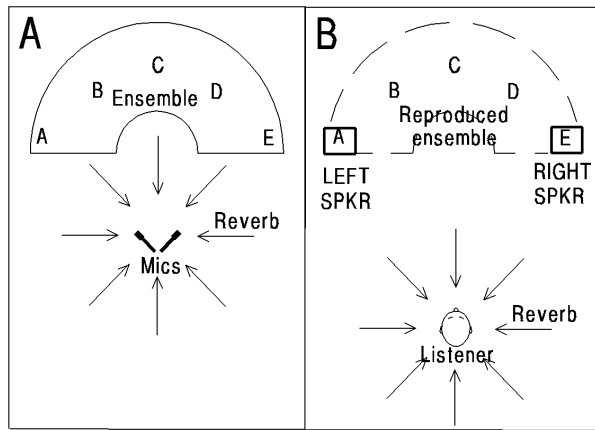 A
C
B
Ensemble
D
A
E
Reverb
Mics
B
C
B
D
Reproduced
ensemble
A
E
LEFT
SPKR
RIGHT
SPKR
Reverb
Listener